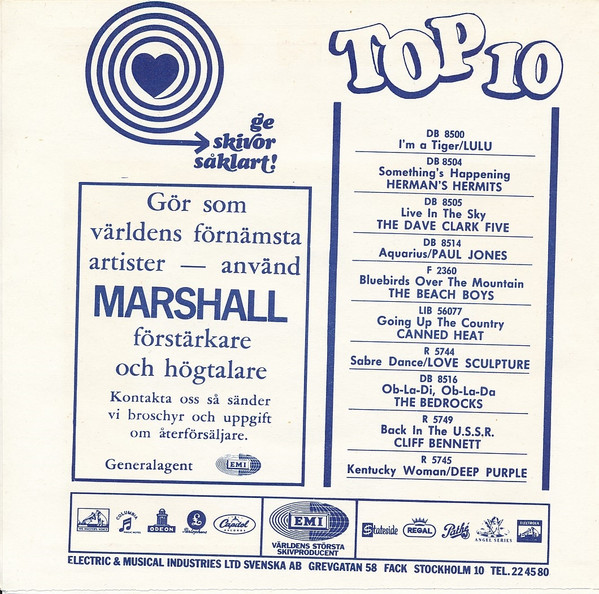 ge
skivor
såklart!
TOP 10
Gör som
världens förnämsta
artister — använd
MARSHALL
förstärkare
och högtalare
Kontakta oss så sänder
vi broschyr och uppgift
om återförsäljare.
Generalagent EMI
DB 8500
I'm a Tiger/LULU
DB 8504
Something's Happening
HERMAN'S HERMITS
DB 8505
Live In The Sky
THE DAVE CLARK FIVE
DB 8514
Aquarius/PAUL JONES
F 2360
Bluebirds Over The Mountain
THE BEACH BOYS
LIB 56077
Going Up The Country
CANNED HEAT
R 5744
Sabre Dance/LOVE SCULPTURE
DB 8516
Ob-La-Di, Ob-La-Da
THE BEDROCKS
R 5749
Back In The U.S.S.R.
CLIFF BENNETT
R 5745
Kentucky Woman/DEEP PURPLE
COLUMBIA
ODEON
Parlophone
Capitol
EMI
VÄRLDENS STÖRSTA
SKIVPRODUCENT
Stateside
REGAL
Pathé
ANGEL SERIES
ELECTRIC & MUSICAL INDUSTRIES LTD SVENSKA AB GREVGATAN 58 FACK STOCKHOLM 10 TEL. 22 45 80